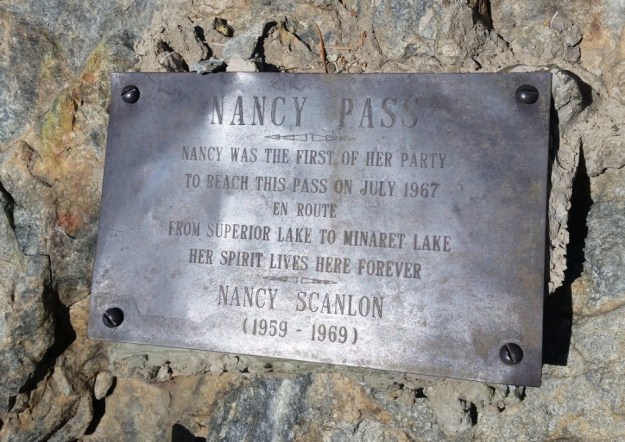 NANCY PASS
NANCY WAS THE FIRST OF HER PARTY
TO REACH THIS PASS ON JULY 1967
EN ROUTE
FROM SUPERIOR LAKE TO MINARET LAKE
HER SPIRIT LIVES HERE FOREVER
NANCY SCANLON
(1959 - 1969)